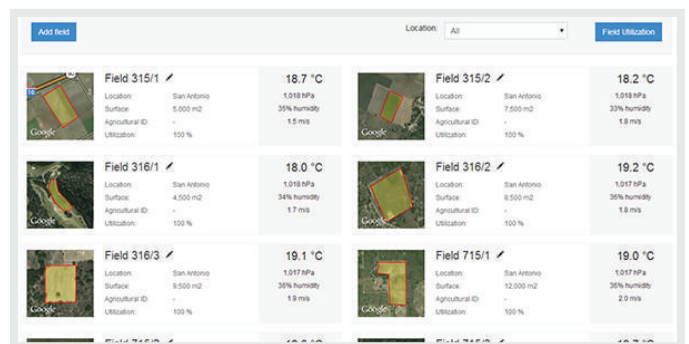 Add field
Location: All
Field Utilization
Google
Field 315/1
Location: San Antonio
Surface: 5,000 m2
Agricultural ID: -
Utilization: 100 %
18.7 °C
1,018 hPa
35% humidity
1.5 m/s
Google
Field 315/2
Location: San Antonio
Surface: 7,500 m2
Agricultural ID: -
Utilization: 100 %
18.2 °C
1,018 hPa
33% humidity
1.8 m/s
Google
Field 316/1
Location: San Antonio
Surface: 4,500 m2
Agricultural ID: -
Utilization: 100 %
18.0 °C
1,018 hPa
34% humidity
1.7 m/s
Google
Field 316/2
Location: San Antonio
Surface: 8,500 m2
Agricultural ID: -
Utilization: 100 %
19.2 °C
1,017 hPa
36% humidity
1.8 m/s
Google
Field 316/3
Location: San Antonio
Surface: 9,500 m2
Agricultural ID: -
Utilization: 100 %
19.1 °C
1,017 hPa
36% humidity
1.9 m/s
Google
Field 715/1
Location: San Antonio
Surface: 12,000 m2
Agricultural ID: -
Utilization: 100 %
19.0 °C
1,017 hPa
36% humidity
2.0 m/s